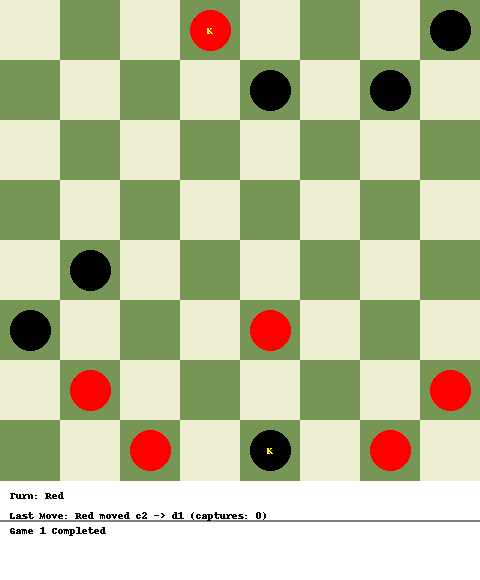 K
K
Turn: Red
Last Move: Red moved c2 -> d1 (captures: 0)
Game 1 Completed